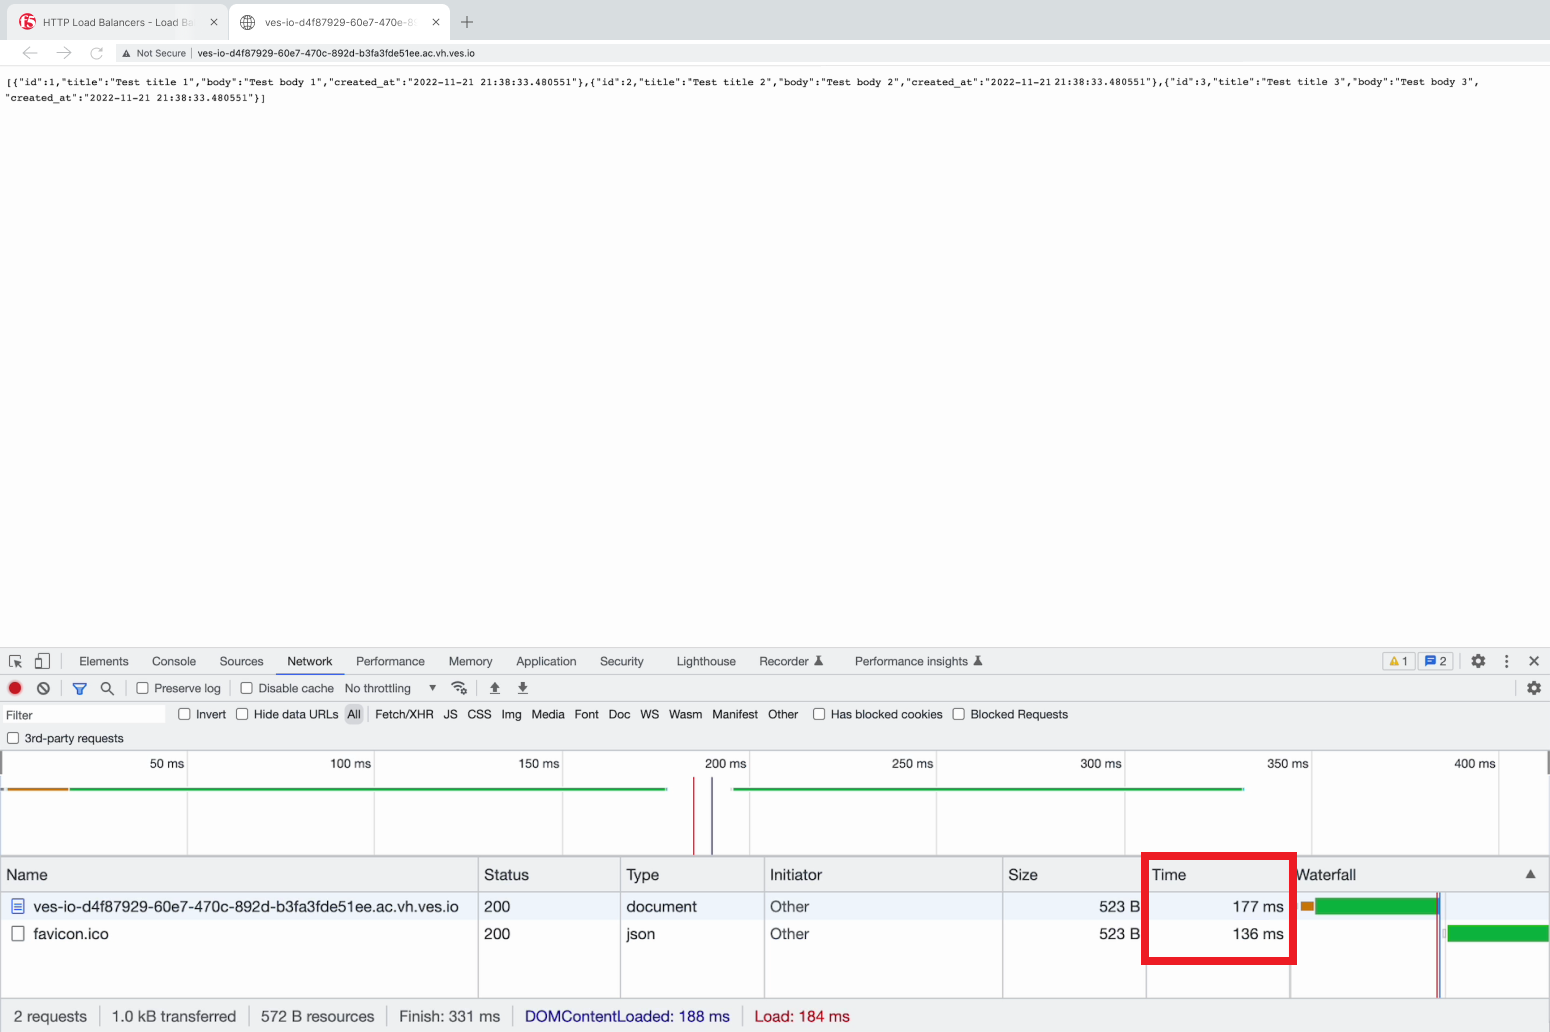 HTTP Load Balancers - Load Ba
ves-io-d4f87929-60e7-470e-8
Not Secure | ves-io-d4f87929-60e7-470c-892d-b3fa3fde51ee.ac.vh.ves.io
[{"id":1,"title":"Test title 1","body":"Test body 1","created_at":"2022-11-21 21:38:33.480551"},{"id":2,"title":"Test title 2","body":"Test body 2","created_at":"2022-11-21 21:38:33.480551"},{"id":3,"title":"Test title 3","body":"Test body 3",
"created_at":"2022-11-21 21:38:33.480551"}]
Elements Console Sources Network Performance Memory Application Security Lighthouse Recorder Performance insights 1 2
Preserve log Disable cache No throttling
Filter Invert Hide data URLs All Fetch/XHR JS CSS Img Media Font Doc WS Wasm Manifest Other Has blocked cookies Blocked Requests
3rd-party requests
50 ms 100 ms 150 ms 200 ms 250 ms 300 ms 350 ms 400 ms
Name Status Type Initiator Size Time Waterfall
ves-io-d4f87929-60e7-470c-892d-b3fa3fde51ee.ac.vh.ves.io 200 document Other 523 B 177 ms
favicon.ico 200 json Other 523 B 136 ms
2 requests 1.0 kB transferred 572 B resources Finish: 331 ms DOMContentLoaded: 188 ms Load: 184 ms